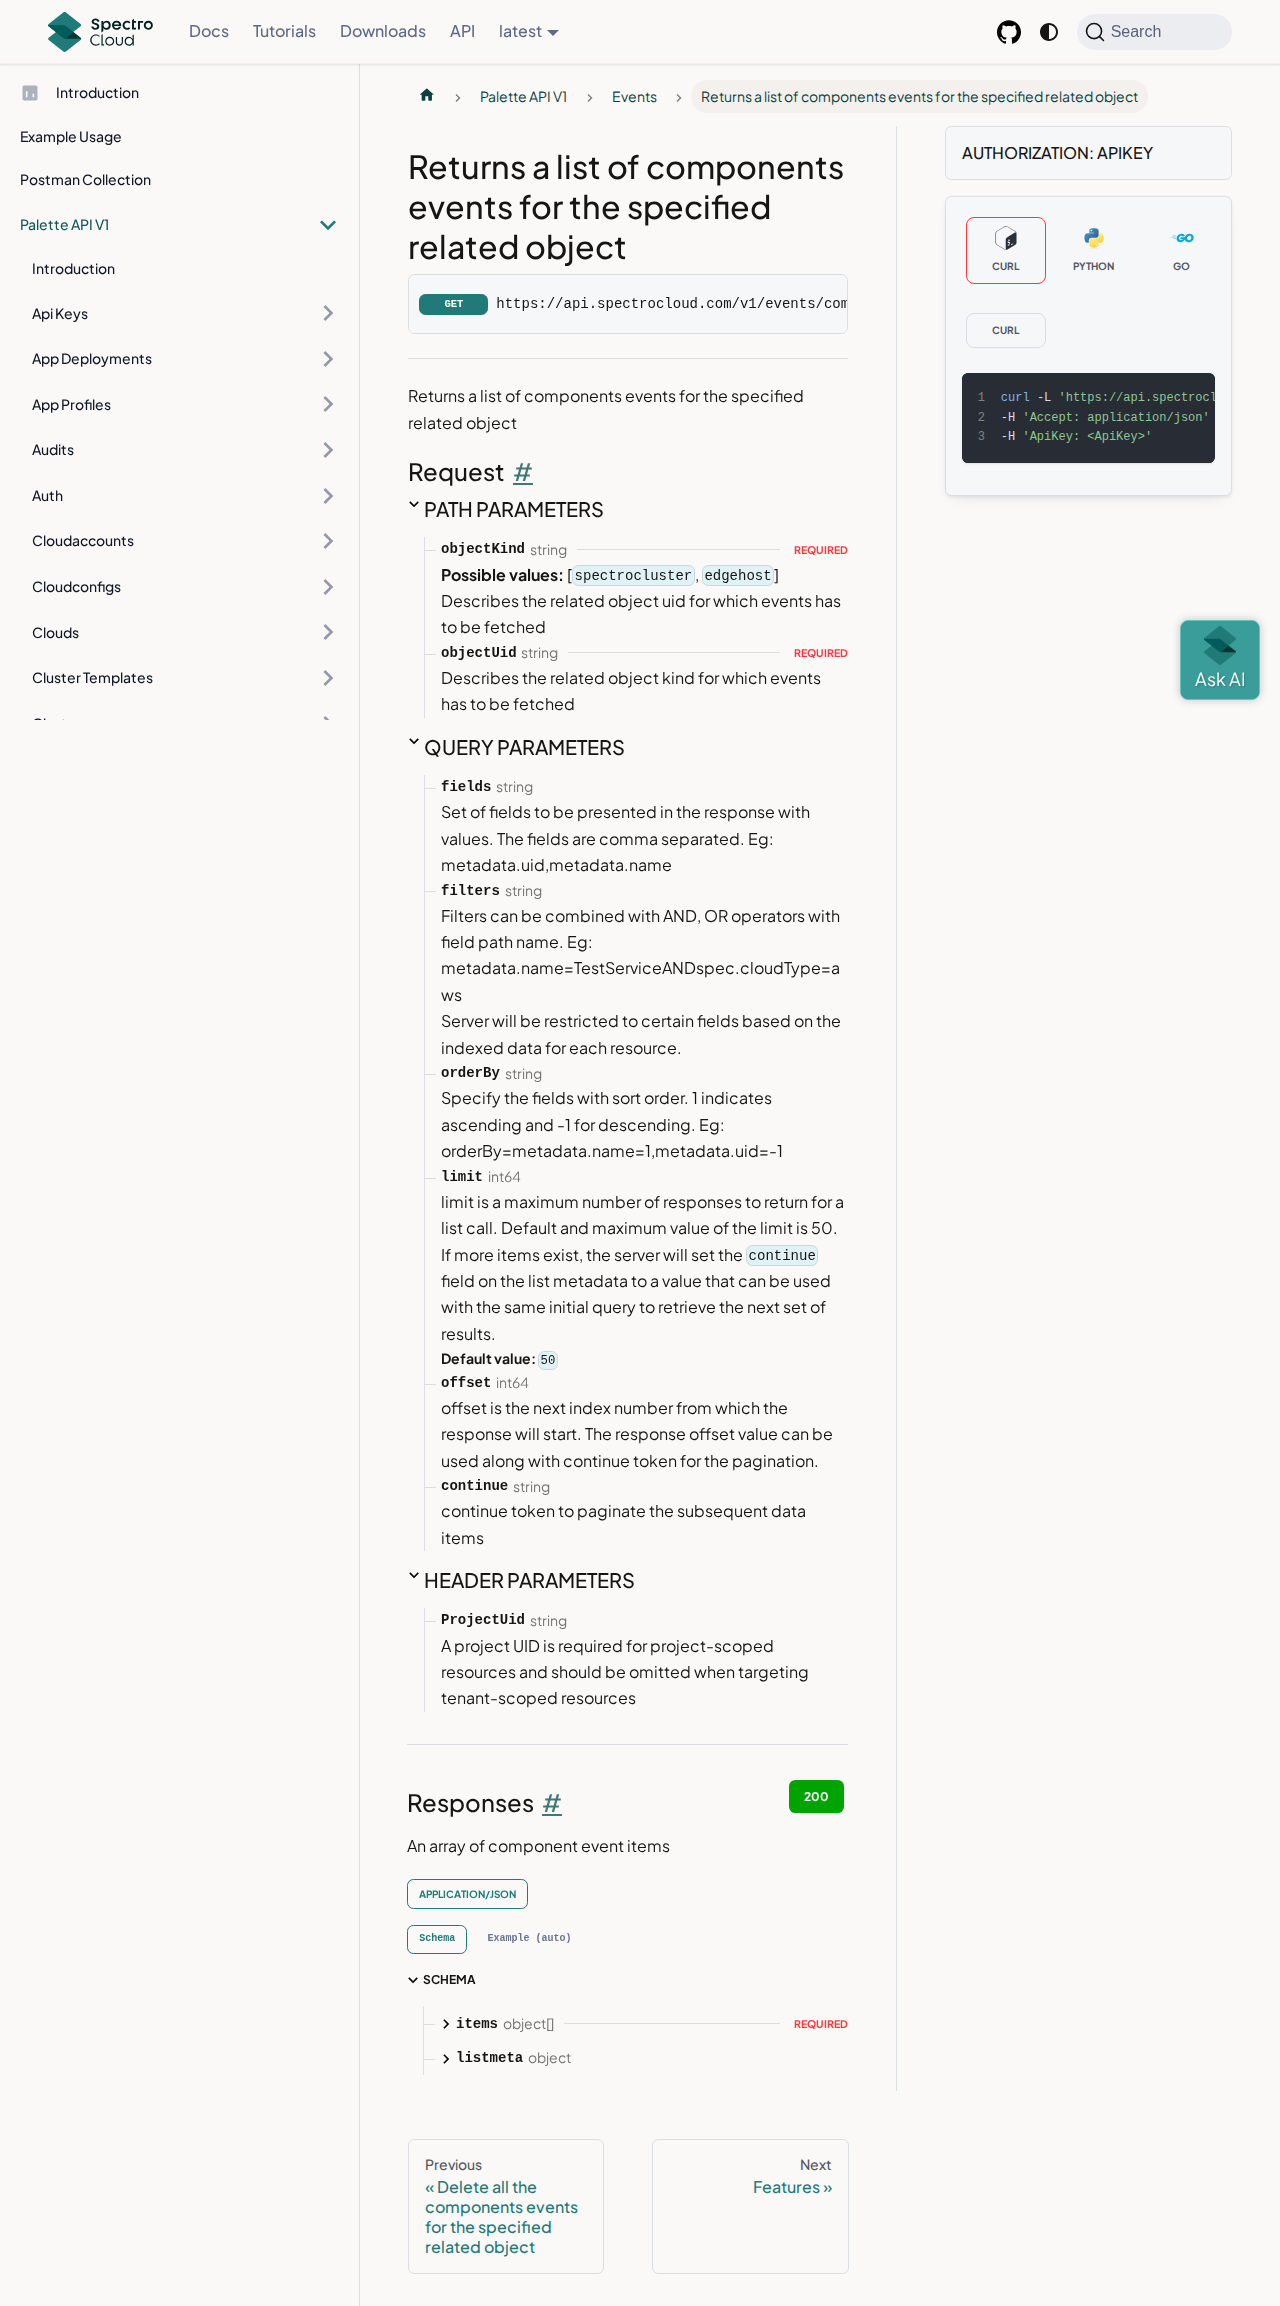 Spectro Cloud
Docs
Tutorials
Downloads
API
latest
Search
Introduction
Example Usage
Postman Collection
Palette API V1
Introduction
Api Keys
App Deployments
App Profiles
Audits
Auth
Cloudaccounts
Cloudconfigs
Clouds
Cluster Templates
Palette API V1
Events
Returns a list of components events for the specified related object
Returns a list of components
events for the specified
related object
GET https://api.spectrocloud.com/v1/events/com
Returns a list of components events for the specified
related object
Request #
PATH PARAMETERS
objectKind string REQUIRED
Possible values: [spectrocluster, edgehost]
Describes the related object uid for which events has
to be fetched
objectUid string REQUIRED
Describes the related object kind for which events
has to be fetched
QUERY PARAMETERS
fields string
Set of fields to be presented in the response with
values. The fields are comma separated. Eg:
metadata.uid,metadata.name
filters string
Filters can be combined with AND, OR operators with
field path name. Eg:
metadata.name=TestServiceANDspec.cloudType=a
ws
Server will be restricted to certain fields based on the
indexed data for each resource.
orderBy string
Specify the fields with sort order. 1 indicates
ascending and -1 for descending. Eg:
orderBy=metadata.name=1,metadata.uid=-1
limit int64
limit is a maximum number of responses to return for a
list call. Default and maximum value of the limit is 50.
If more items exist, the server will set the continue
field on the list metadata to a value that can be used
with the same initial query to retrieve the next set of
results.
Default value: 50
offset int64
offset is the next index number from which the
response will start. The response offset value can be
used along with continue token for the pagination.
continue string
continue token to paginate the subsequent data
items
HEADER PARAMETERS
ProjectUid string
A project UID is required for project-scoped
resources and should be omitted when targeting
tenant-scoped resources
Responses #
200
An array of component event items
APPLICATION/JSON
Schema
Example (auto)
SCHEMA
items object[] REQUIRED
listmeta object
Previous
« Delete all the
components events
for the specified
related object
Next
Features »
AUTHORIZATION: APIKEY
CURL
PYTHON
GO
CURL
1 curl -L 'https://api.spectrocl
2 -H 'Accept: application/json'
3 -H 'ApiKey: <ApiKey>'
Ask AI